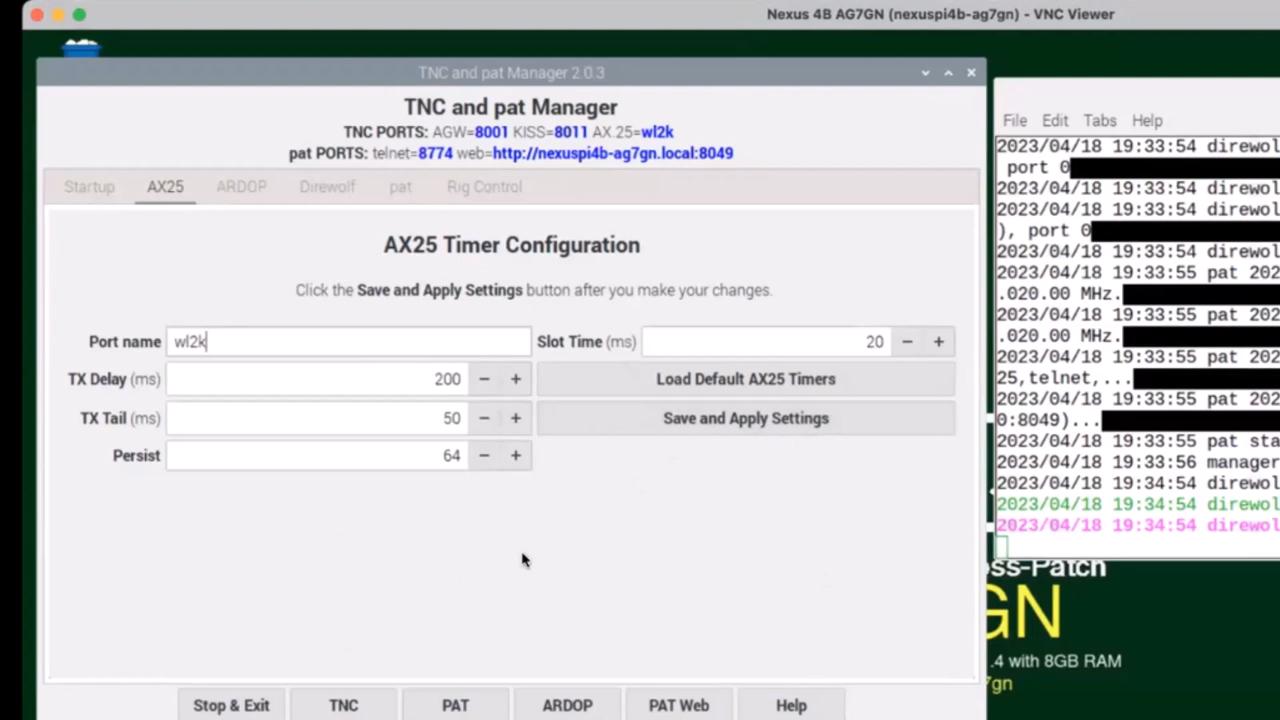 Nexus 4B AG7GN (nexuspi4b-ag7gn) - VNC Viewer
TNC and pat Manager 2.0.3
TNC and pat Manager
TNC PORTS: AGW=8001 KISS=8011 AX.25=wl2k
pat PORTS: telnet=8774 web=http://nexuspi4b-ag7gn.local:8049
Startup AX25 ARDOP Direwolf pat Rig Control
AX25 Timer Configuration
Click the Save and Apply Settings button after you make your changes.
Port name wl2k Slot Time (ms) 20 − +
TX Delay (ms) 200 − + Load Default AX25 Timers
TX Tail (ms) 50 − + Save and Apply Settings
Persist 64 − +
Stop & Exit TNC PAT ARDOP PAT Web Help
File Edit Tabs Help
2023/04/18 19:33:54 direwol
port 0
2023/04/18 19:33:54 direwol
2023/04/18 19:33:54 direwol
), port 0
2023/04/18 19:33:54 direwol
2023/04/18 19:33:55 pat 202
.020.00 MHz.
2023/04/18 19:33:55 pat 202
.020.00 MHz.
2023/04/18 19:33:55 pat 202
25,telnet,...
2023/04/18 19:33:55 pat 202
0:8049)...
2023/04/18 19:33:55 pat sta
2023/04/18 19:33:56 manager
2023/04/18 19:34:54 direwol
2023/04/18 19:34:54 direwol
2023/04/18 19:34:54 direwol
oss-Patch
GN
.4 with 8GB RAM
7gn